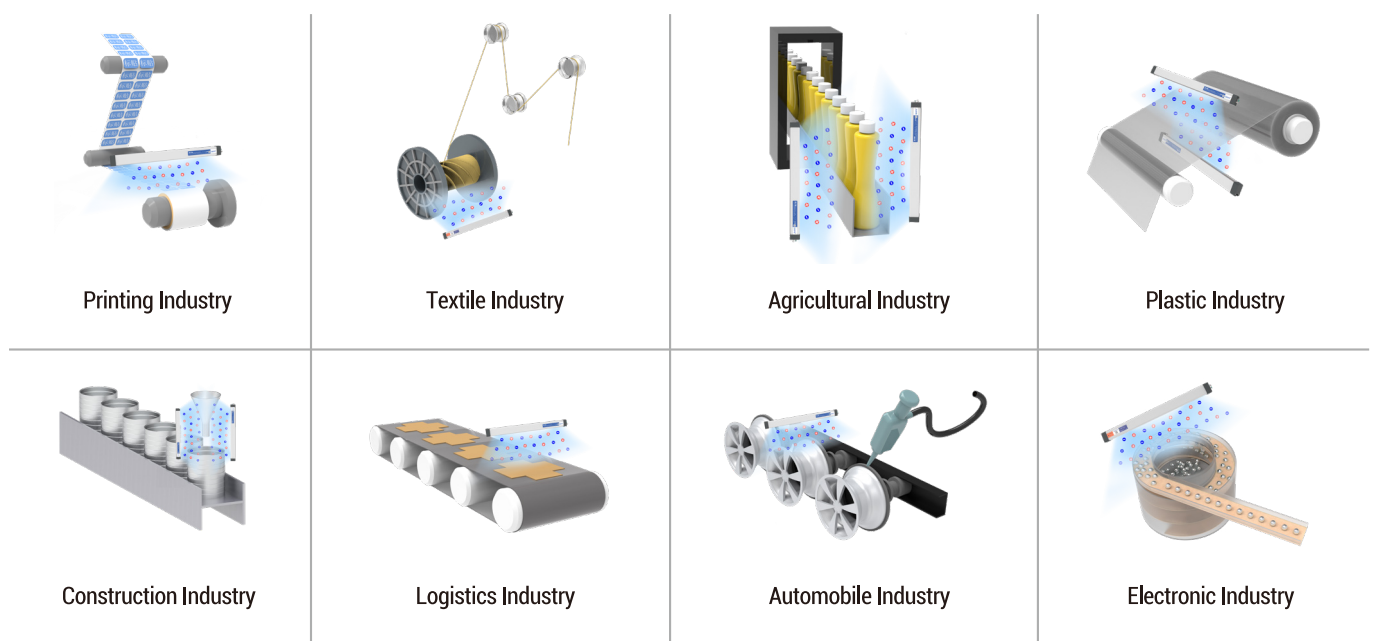 Printing Industry
Textile Industry
Agricultural Industry
Plastic Industry
Construction Industry
Logistics Industry
Automobile Industry
Electronic Industry